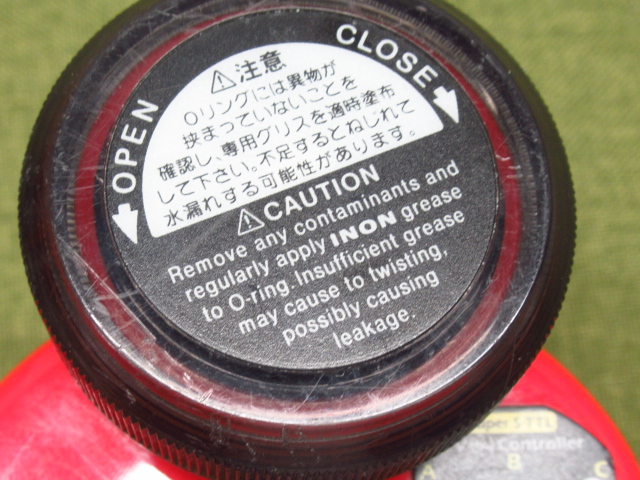 OPEN
CLOSE
⚠注意
Oリングには異物が
挟まっていないことを
確認し、専用グリスを適時塗布
して下さい。不足するとねじれて
水漏れする可能性があります。
⚠CAUTION
Remove any contaminants and
regularly apply INON grease
to O-ring. Insufficient grease
may cause to twisting,
possibly causing
leakage.
S-TTL
Controller
A B C